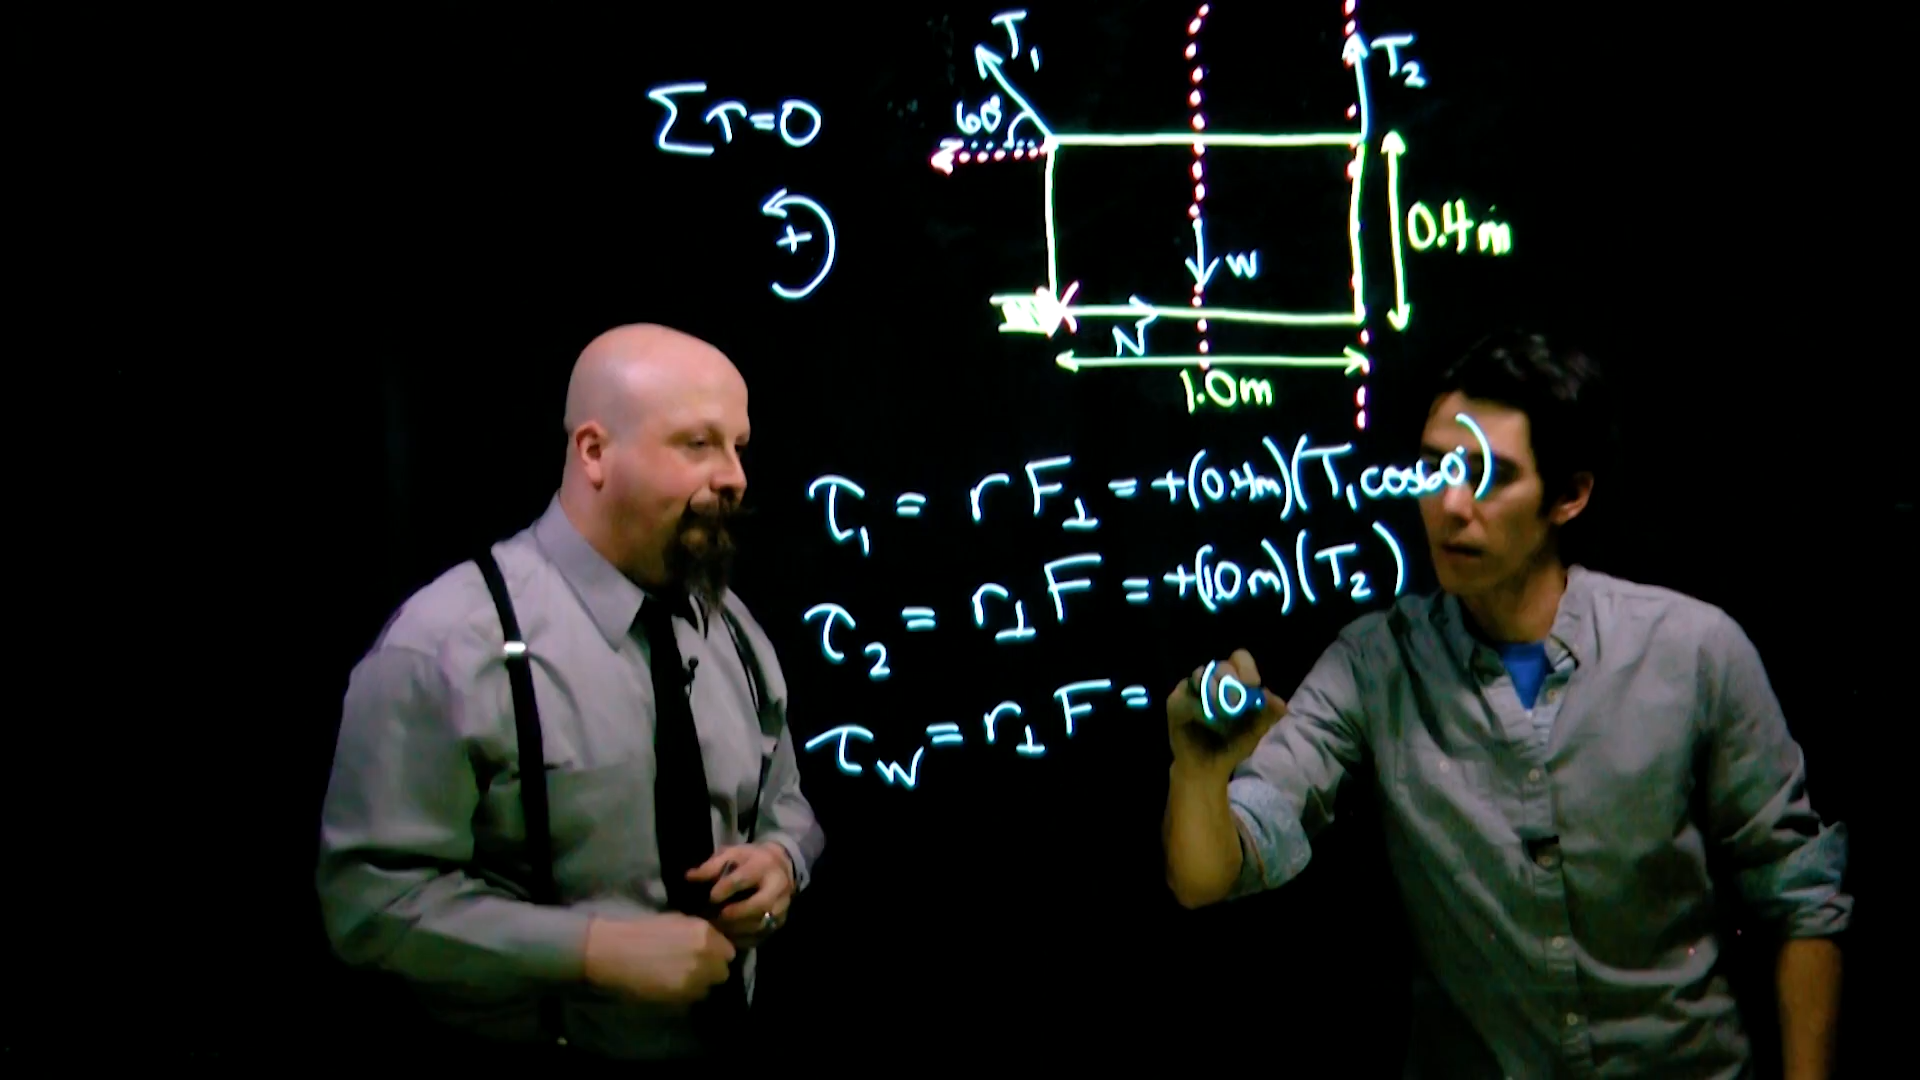 T₁
T₂
Στ=0
60°
+
0.4m
W
N
1.0m
τ₁ = r F⊥ = +(0.4m)(T₁cos60°)
τ₂ = r⊥ F = +(1.0m)(T₂)
τw = r⊥ F = (0.